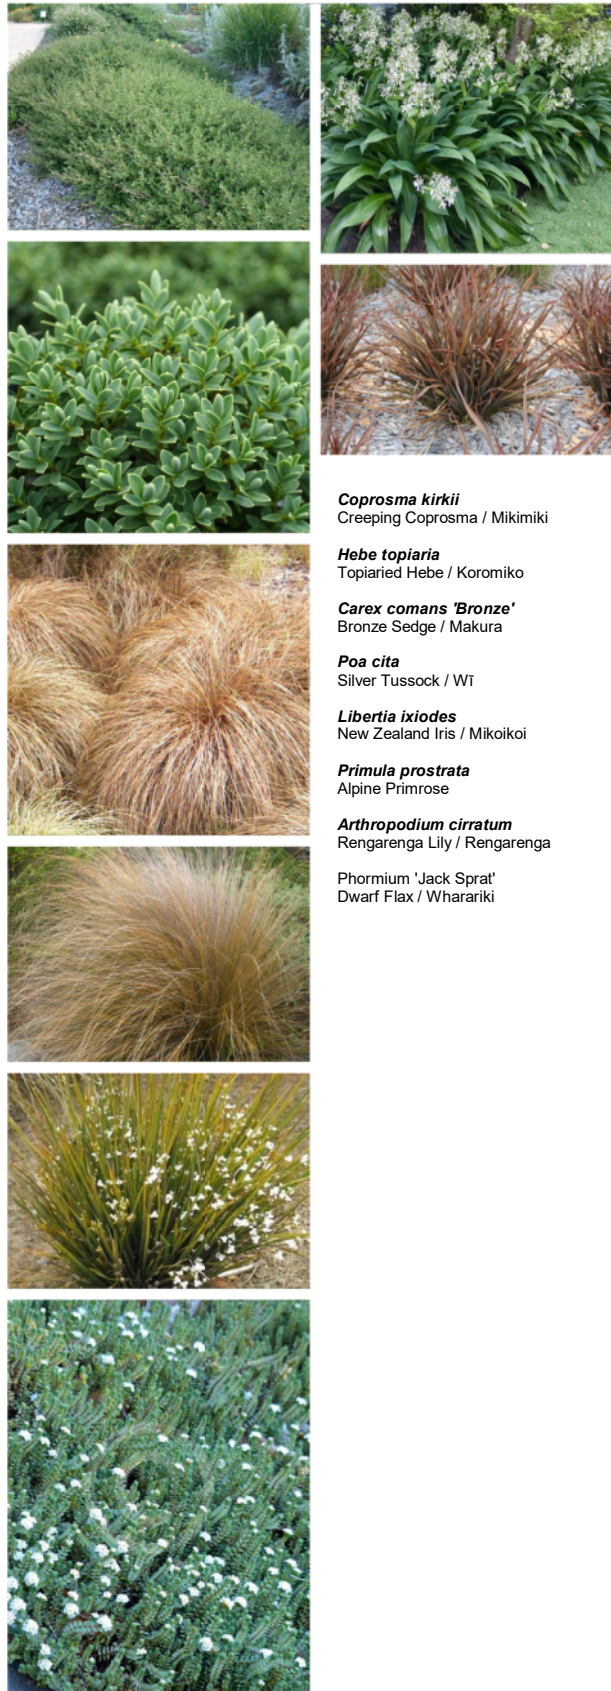 Coprosma kirkii
Creeping Coprosma / Mikimiki
Hebe topiaria
Topiaried Hebe / Koromiko
Carex comans 'Bronze'
Bronze Sedge / Makura
Poa cita
Silver Tussock / Wī
Libertia ixiodes
New Zealand Iris / Mikoikoi
Primula prostrata
Alpine Primrose
Arthropodium cirratum
Rengarenga Lily / Rengarenga
Phormium 'Jack Sprat'
Dwarf Flax / Wharariki